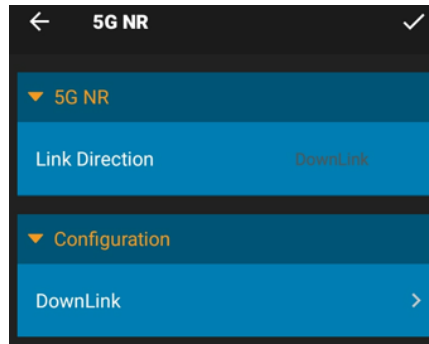 5G NR
5G NR
Link Direction DownLink
Configuration
DownLink